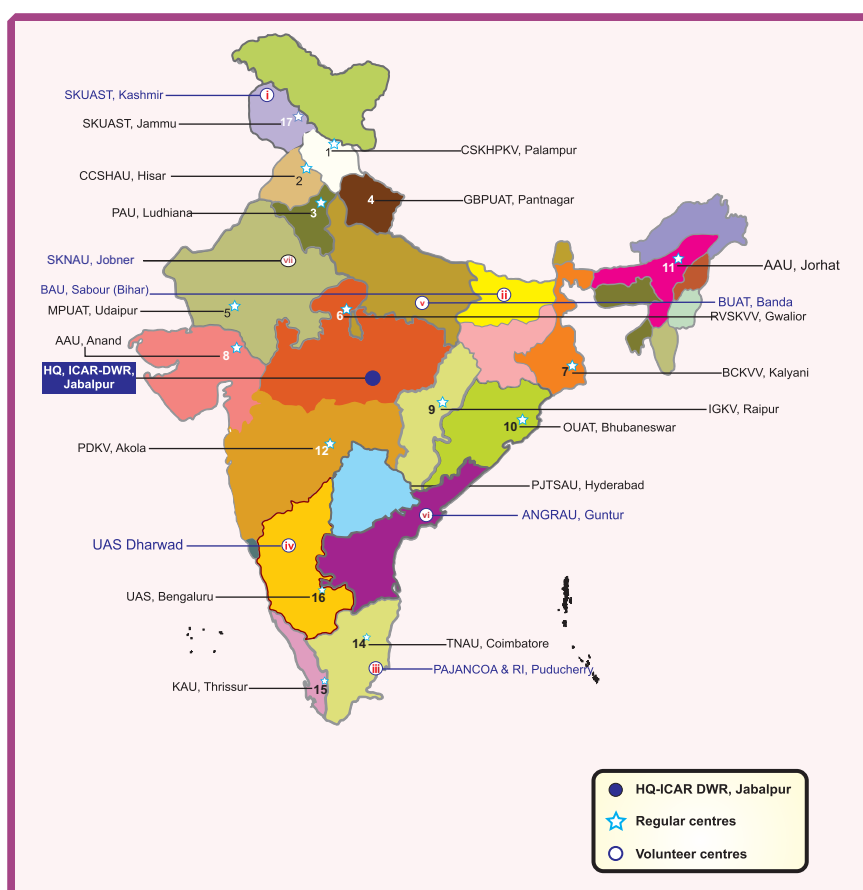 SKUAST, Kashmir
i
SKUAST, Jammu
17
1
CSKHPKV, Palampur
CCSHAU, Hisar
2
4
GBPUAT, Pantnagar
PAU, Ludhiana
3
SKNAU, Jobner
vii
11
AAU, Jorhat
BAU, Sabour (Bihar)
ii
v
BUAT, Banda
MPUAT, Udaipur
5
6
RVSKVV, Gwalior
AAU, Anand
8
HQ, ICAR-DWR,
Jabalpur
7
BCKVV, Kalyani
9
IGKV, Raipur
10
OUAT, Bhubaneswar
PDKV, Akola
12
PJTSAU, Hyderabad
vi
ANGRAU, Guntur
UAS Dharwad
iv
UAS, Bengaluru
16
14
TNAU, Coimbatore
iii
PAJANCOA & RI, Puducherry
KAU, Thrissur
15
HQ-ICAR DWR, Jabalpur
Regular centres
Volunteer centres